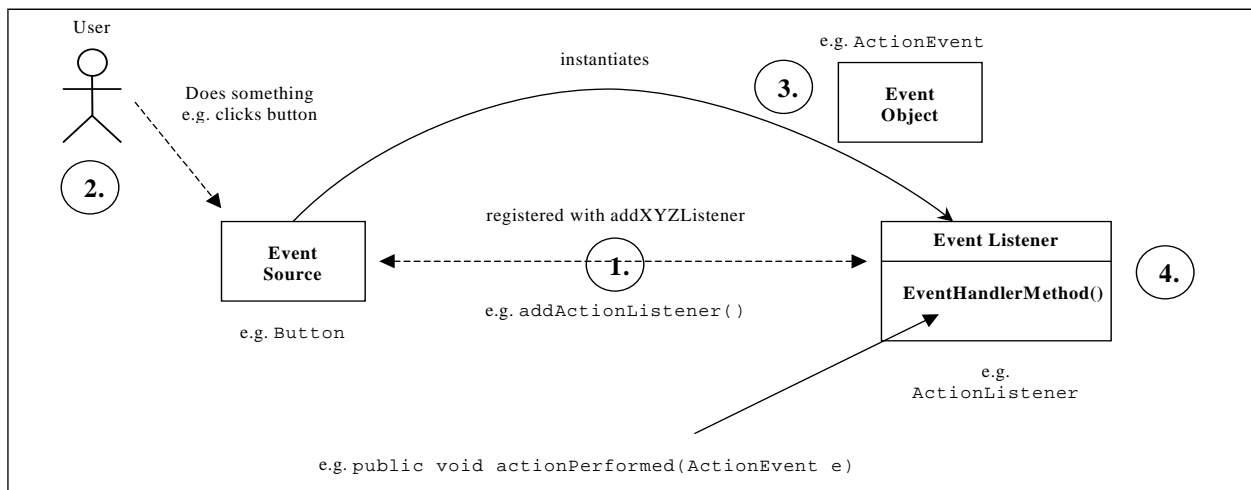 User
e.g. ActionEvent
instantiates
3.
Event
Object
Does something
e.g. clicks button
2.
registered with addXYZListener
Event
Source
1.
Event Listener
4.
EventHandlerMethod()
e.g. addActionListener()
e.g. Button
e.g.
ActionListener
e.g. public void actionPerformed(ActionEvent e)